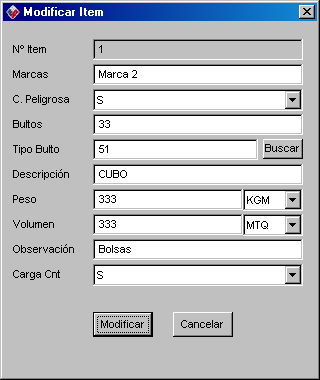 Modificar Item
Nº Item 1
Marcas Marca 2
C. Peligrosa S
Bultos 33
Tipo Bulto 51 Buscar
Descripción CUBO
Peso 333 KGM
Volumen 333 MTQ
Observación Bolsas
Carga Cnt S
Modificar Cancelar